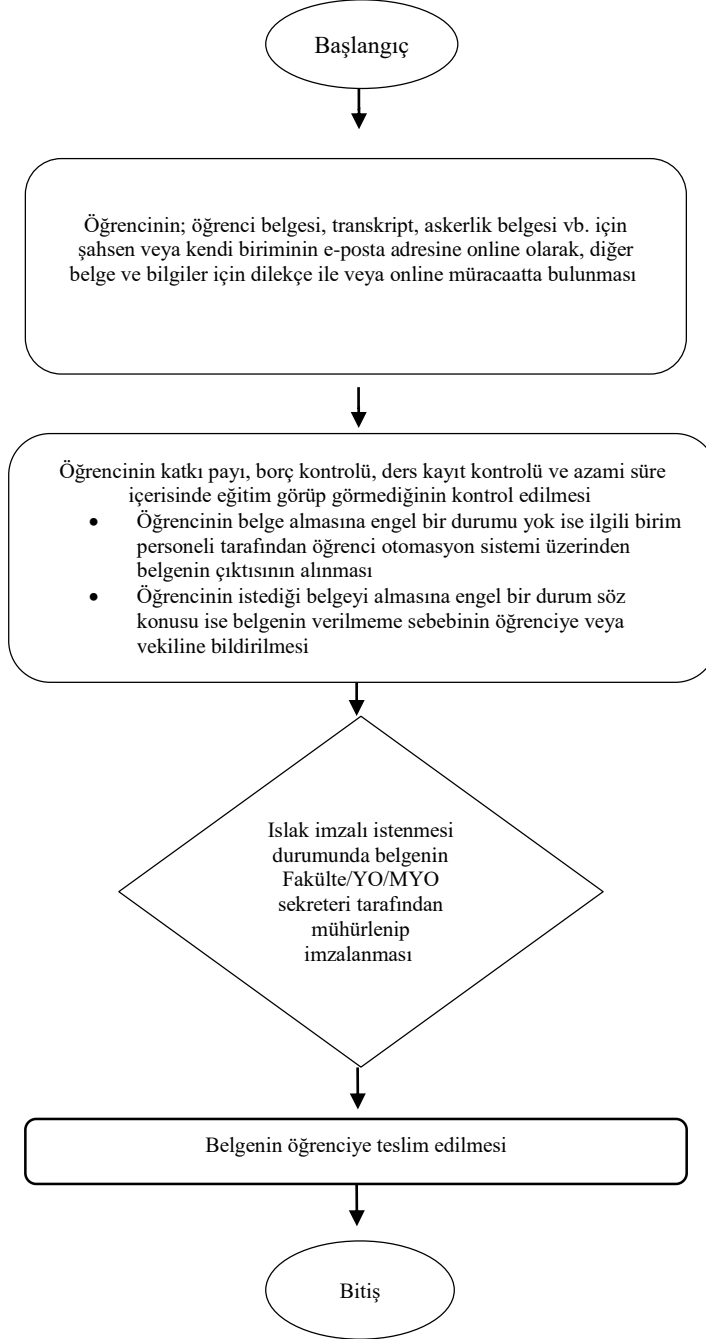 Başlangıç
Öğrencinin; öğrenci belgesi, transkript, askerlik belgesi vb. için
şahsen veya kendi biriminin e-posta adresine online olarak, diğer
belge ve bilgiler için dilekçe ile veya online müracaatta bulunması
Öğrencinin katkı payı, borç kontrolü, ders kayıt kontrolü ve azami süre
içerisinde eğitim görüp görmediğinin kontrol edilmesi
• Öğrencinin belge almasına engel bir durumu yok ise ilgili birim
personeli tarafından öğrenci otomasyon sistemi üzerinden
belgenin çıktısının alınması
• Öğrencinin istediği belgeyi almasına engel bir durum söz
konusu ise belgenin verilmeme sebebinin öğrenciye veya
vekiline bildirilmesi
Islak imzalı istenmesi
durumunda belgenin
Fakülte/YO/MYO
sekreteri tarafından
mühürlenip
imzalanması
Belgenin öğrenciye teslim edilmesi
Bitiş